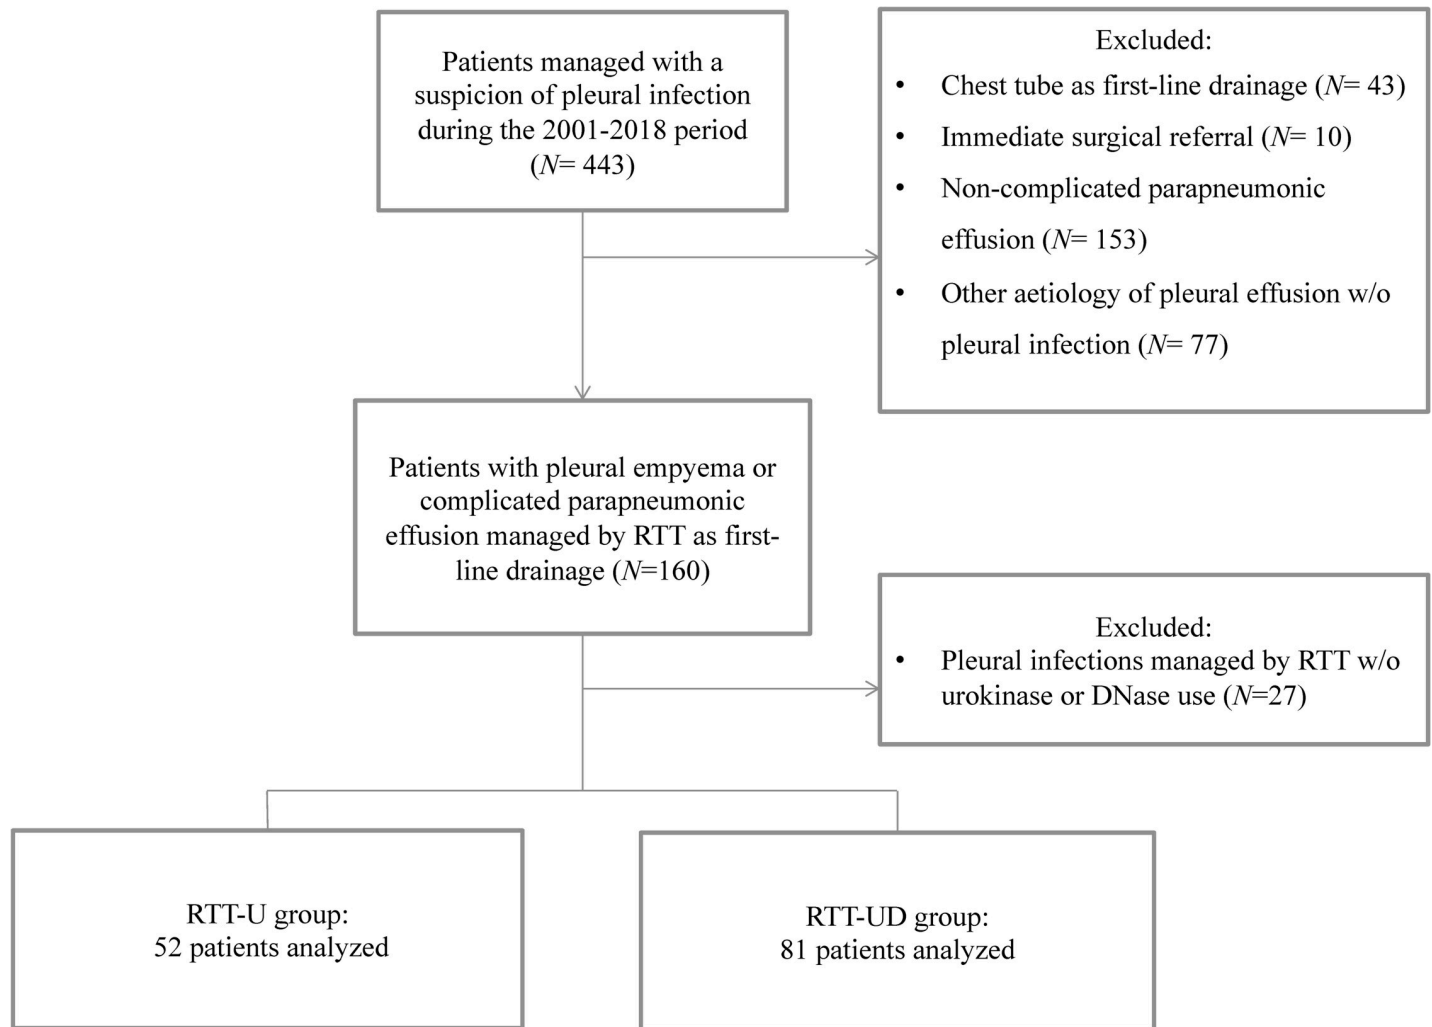 Patients managed with a
suspicion of pleural infection
during the 2001-2018 period
(N= 443)
Excluded:
• Chest tube as first-line drainage (N= 43)
• Immediate surgical referral (N= 10)
• Non-complicated parapneumonic
effusion (N= 153)
• Other aetiology of pleural effusion w/o
pleural infection (N= 77)
Patients with pleural empyema or
complicated parapneumonic
effusion managed by RTT as first-
line drainage (N=160)
Excluded:
• Pleural infections managed by RTT w/o
urokinase or DNase use (N=27)
RTT-U group:
52 patients analyzed
RTT-UD group:
81 patients analyzed